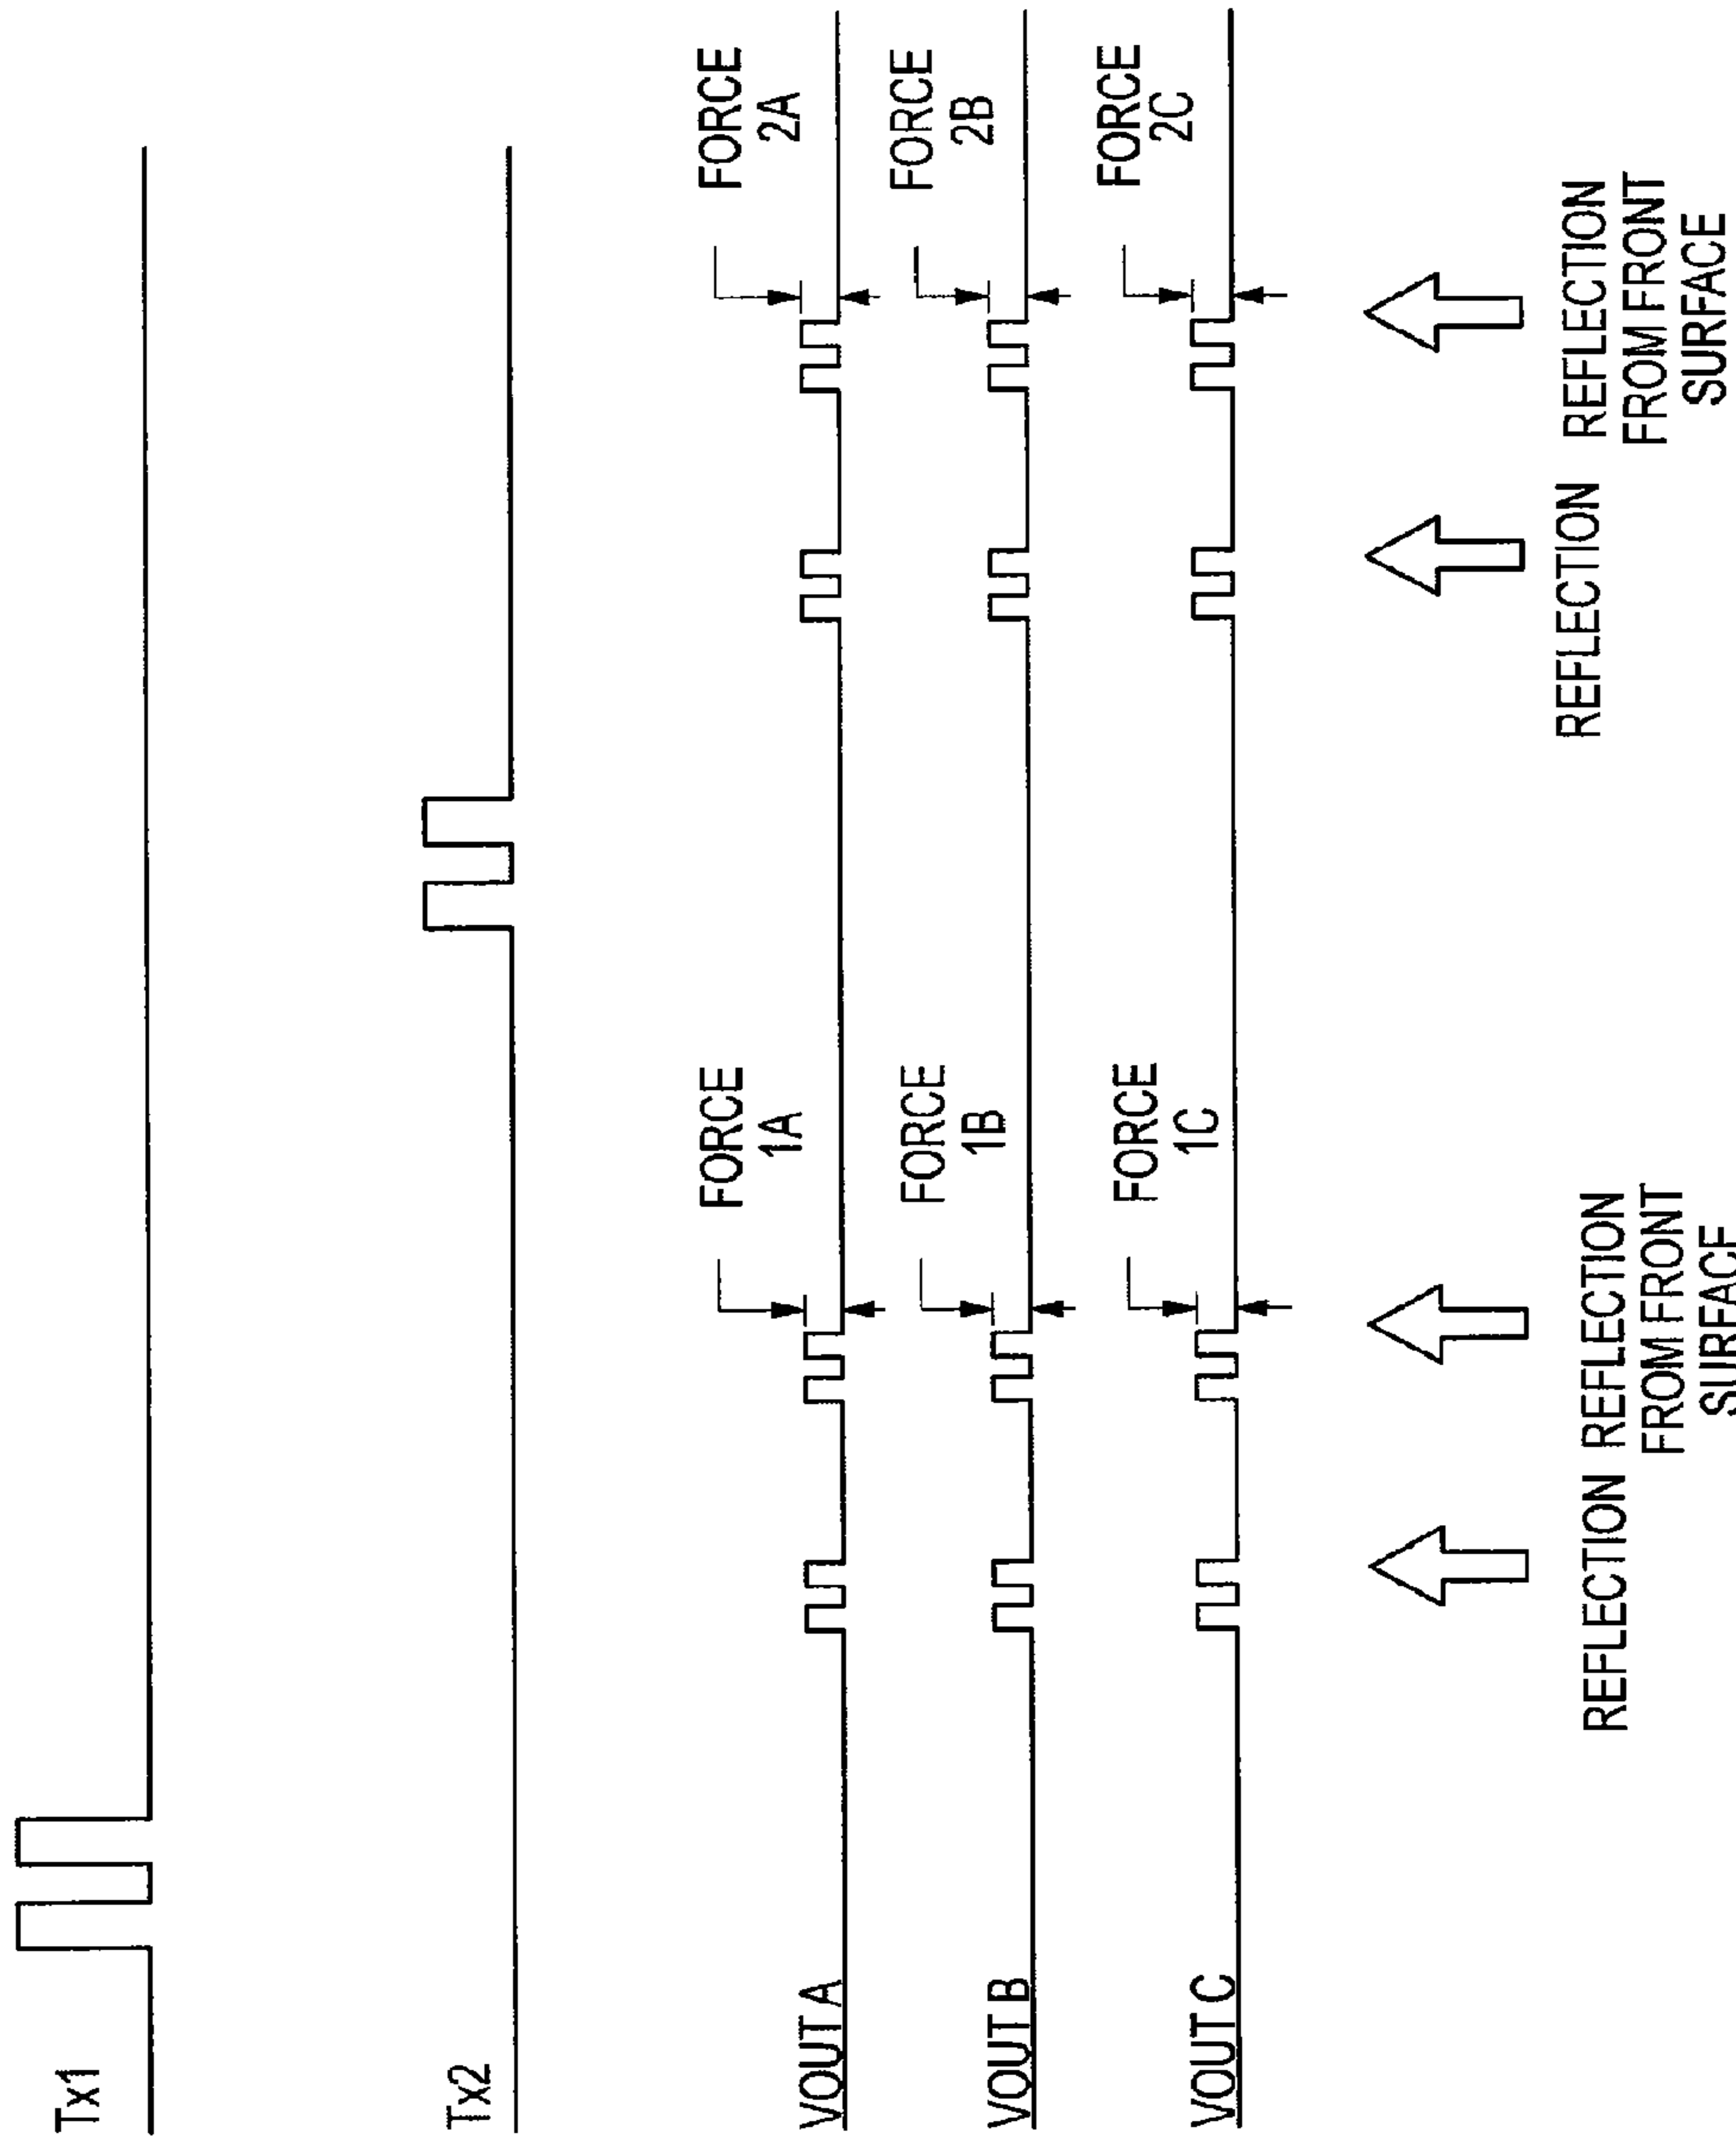 Tx1
Tx2
FORCE
1A
FORCE
2A
VOUT A
FORCE
1B
FORCE
2B
VOUT B
FORCE
1C
FORCE
2C
VOUT C
REFLECTION
REFLECTION
FROM FRONT
SURFACE
REFLECTION
REFLECTION
FROM FRONT
SURFACE